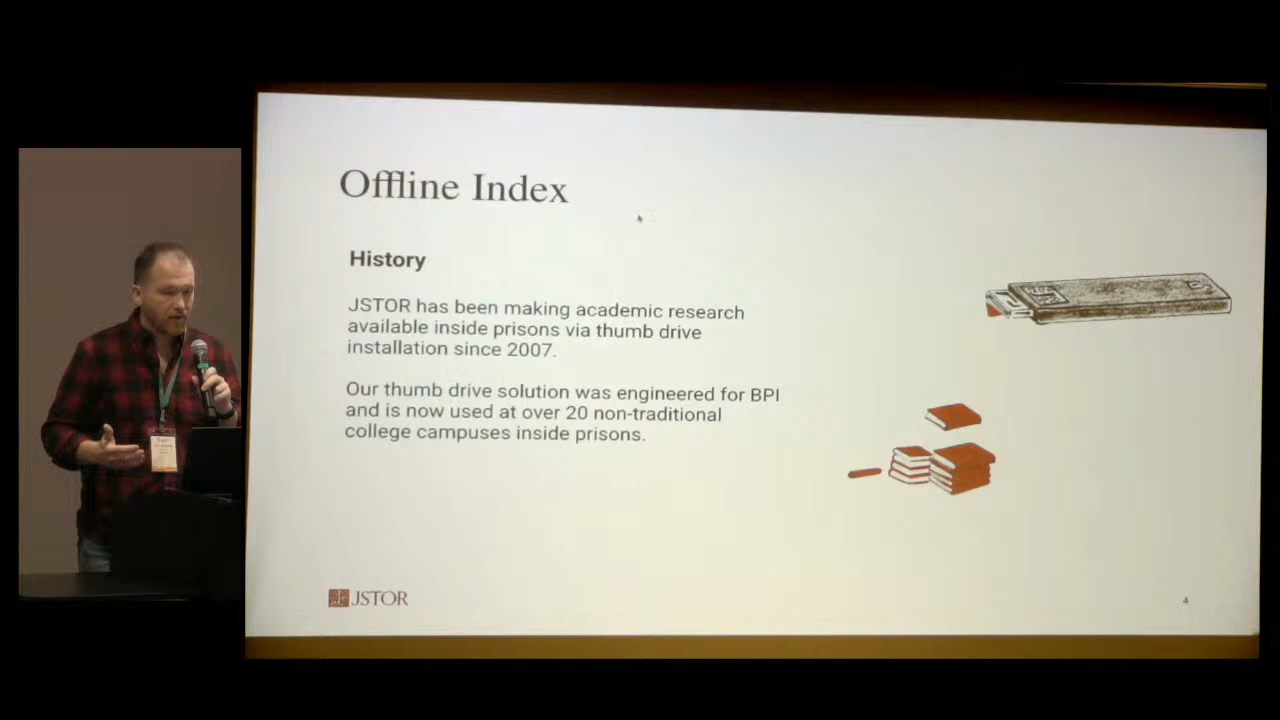 Offline Index
History
JSTOR has been making academic research
available inside prisons via thumb drive
installation since 2007.
Our thumb drive solution was engineered for BPI
and is now used at over 20 non-traditional
college campuses inside prisons.
JSTOR
4